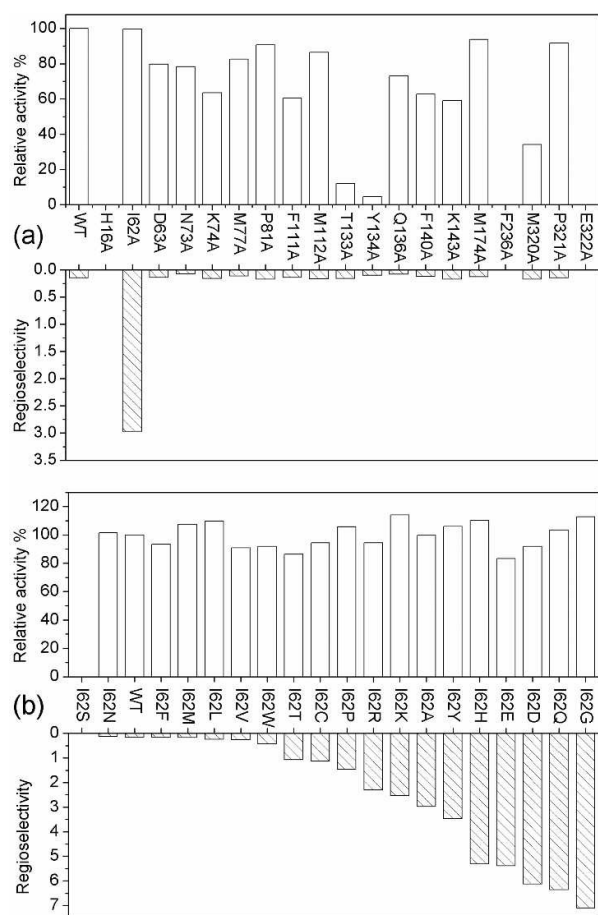 Relative activity %
100
80
60
40
20
0
WT
H16A
I62A
D63A
N73A
K74A
M77A
P81A
F111A
M112A
T133A
Y134A
Q136A
F140A
K143A
M174A
F236A
M320A
P321A
E322A
(a)
Regioselectivity
0.0
0.5
1.0
1.5
2.0
2.5
3.0
3.5
Relative activity %
120
100
80
60
40
20
0
I62S
I62N
WT
I62F
I62M
I62L
I62V
I62W
I62T
I62C
I62P
I62R
I62K
I62A
I62Y
I62H
I62E
I62D
I62Q
I62G
(b)
Regioselectivity
0
1
2
3
4
5
6
7